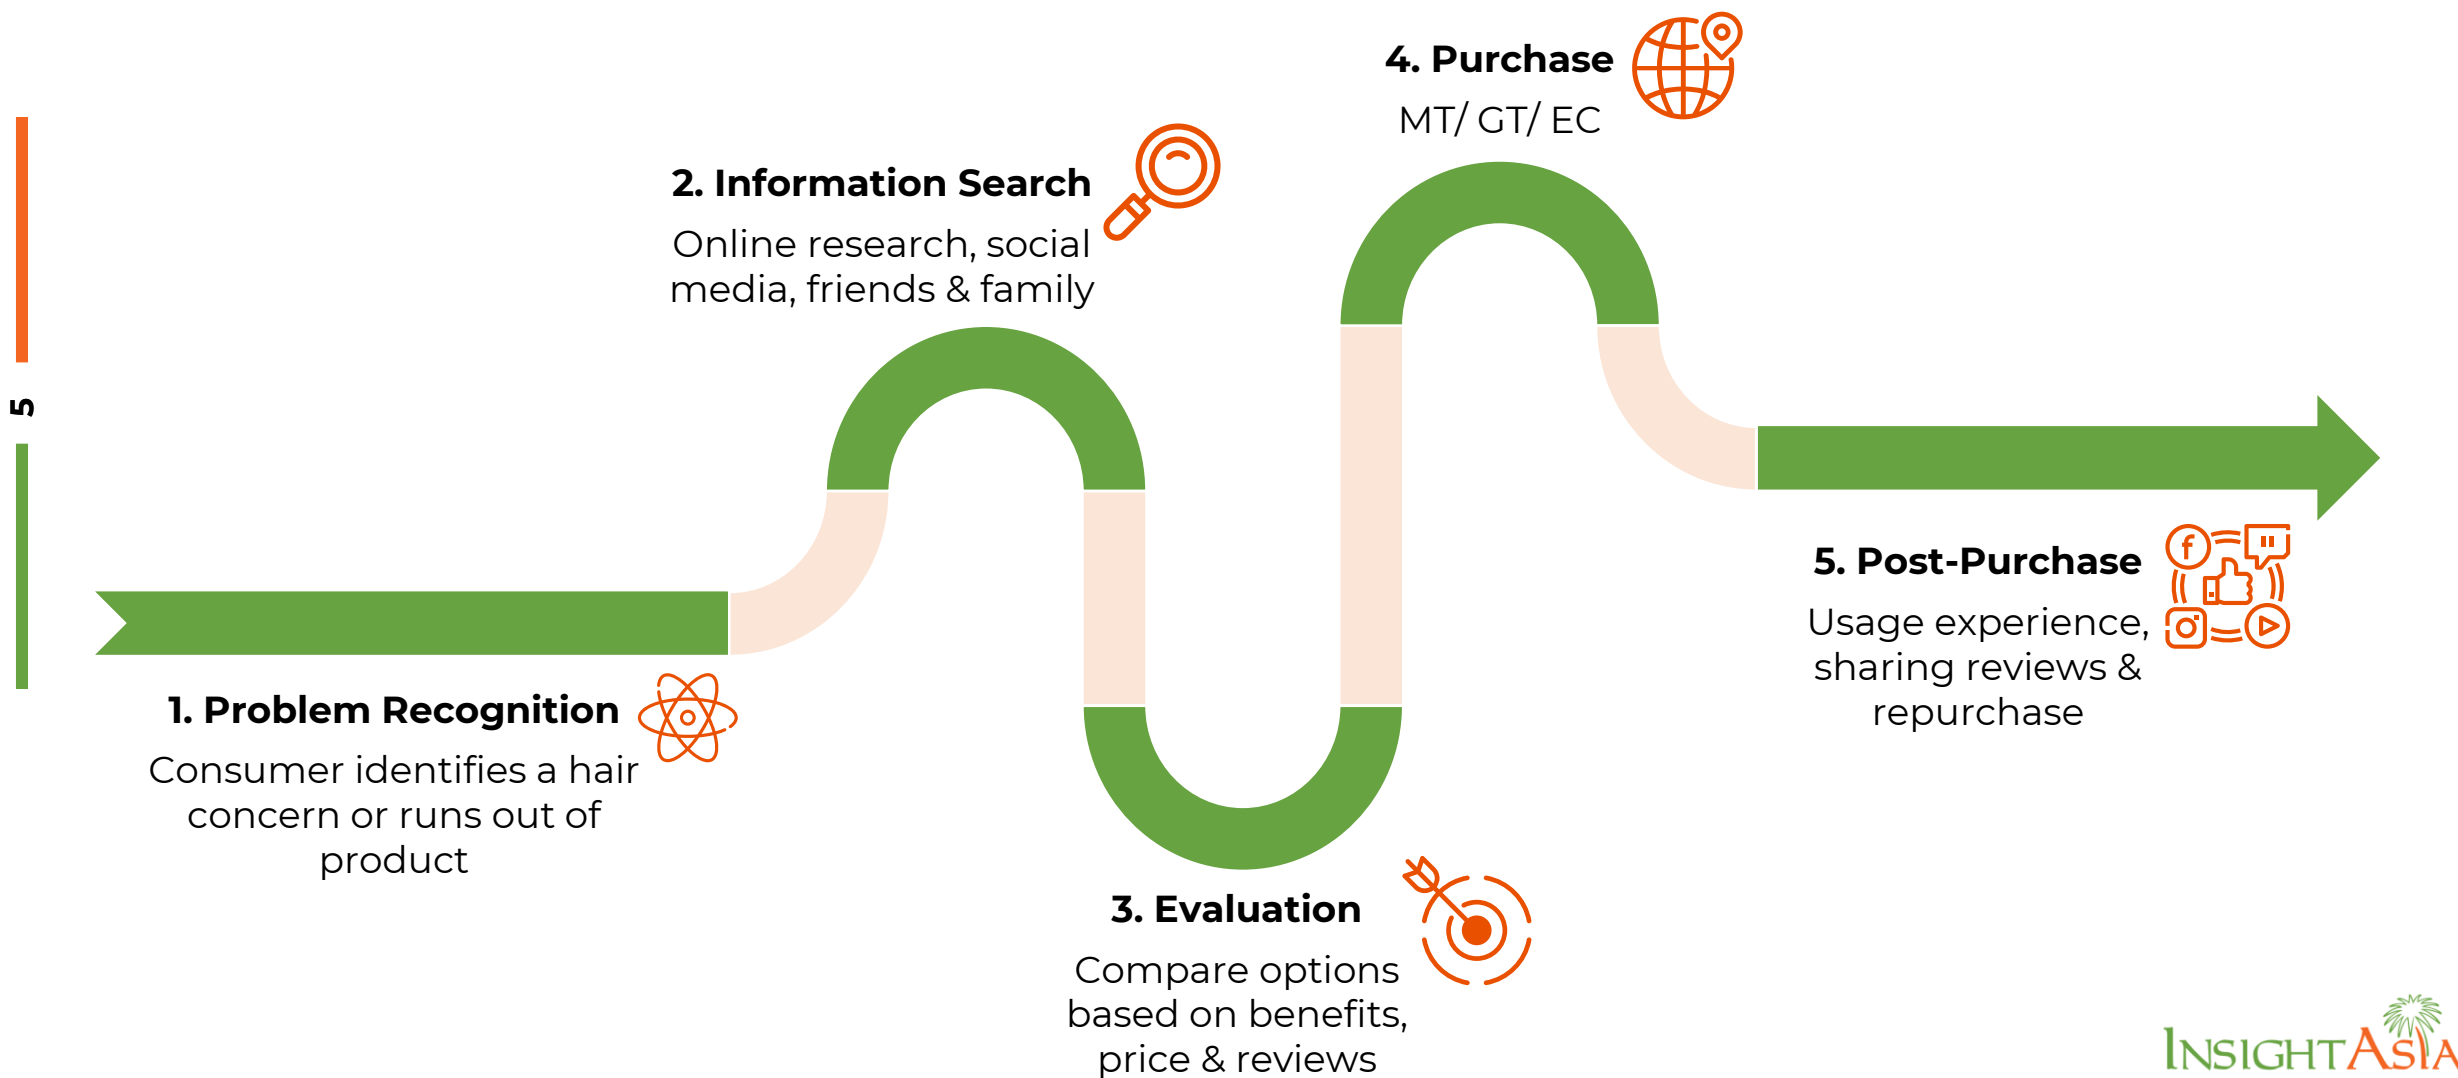 5
1. Problem Recognition
Consumer identifies a hair
concern or runs out of
product
2. Information Search
Online research, social
media, friends & family
3. Evaluation
Compare options
based on benefits,
price & reviews
4. Purchase
MT/ GT/ EC
5. Post-Purchase
Usage experience,
sharing reviews &
repurchase
INSIGHTASIA